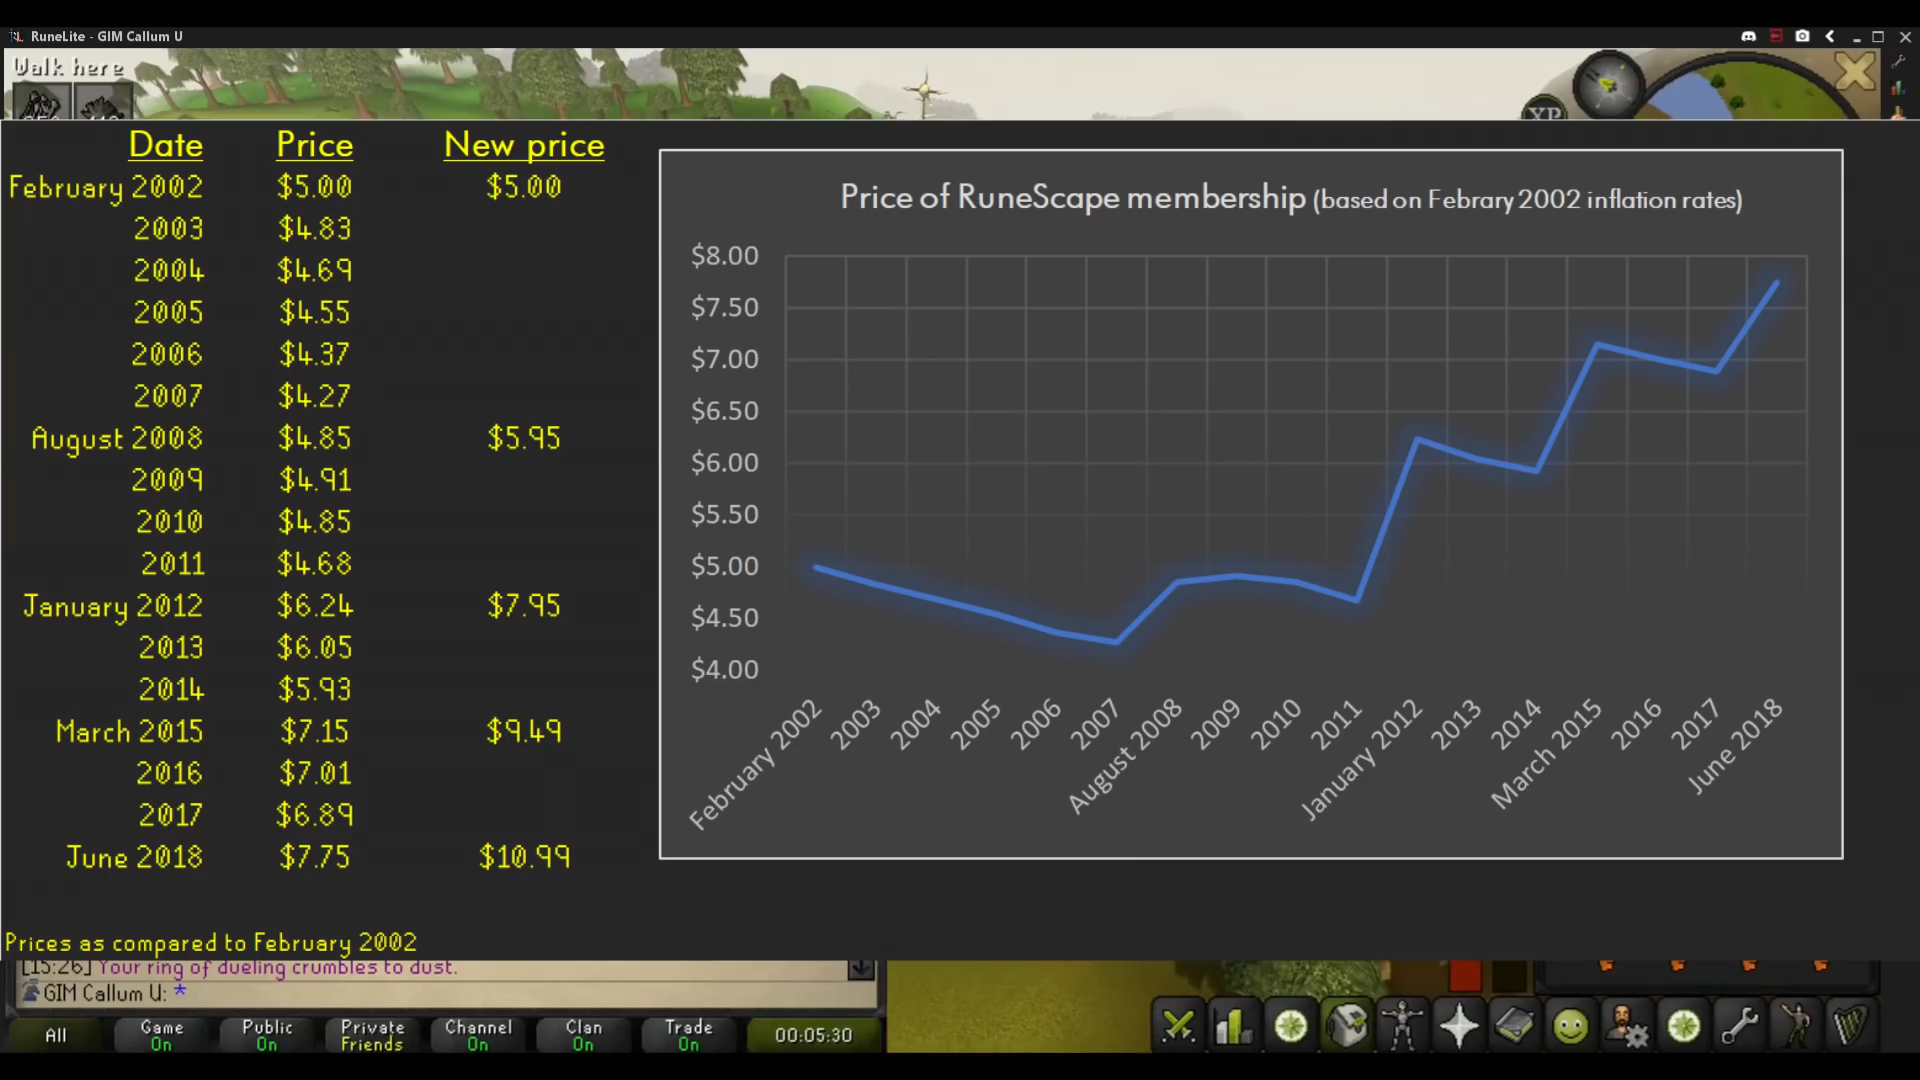 RuneLite - GIM Callum U
Walk here
XP
Date Price New price
February 2002 $5.00 $5.00
2003 $4.83
2004 $4.69
2005 $4.55
2006 $4.37
2007 $4.27
August 2008 $4.85 $5.95
2009 $4.91
2010 $4.85
2011 $4.68
January 2012 $6.24 $7.95
2013 $6.05
2014 $5.93
March 2015 $7.15 $9.49
2016 $7.01
2017 $6.89
June 2018 $7.75 $10.99
Prices as compared to February 2002
Price of RuneScape membership (based on Febrary 2002 inflation rates)
$8.00
$7.50
$7.00
$6.50
$6.00
$5.50
$5.00
$4.50
$4.00
February 2002
2003
2004
2005
2006
2007
August 2008
2009
2010
2011
January 2012
2013
2014
March 2015
2016
2017
June 2018
[15:26] Your ring of dueling crumbles to dust.
GIM Callum U: *
All
Game
On
Public
On
Private
Friends
Channel
On
Clan
On
Trade
On
00:05:30